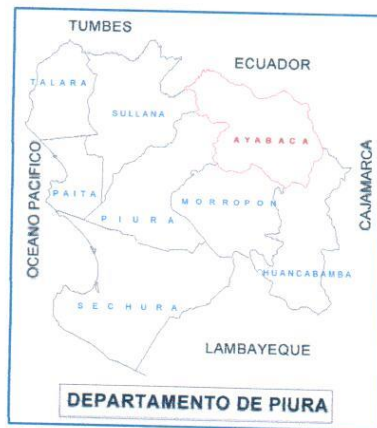 TUMBES
ECUADOR
TALARA
SULLANA
AYABACA
CAJAMARCA
OCEANO PACIFICO
PAITA
PIURA
MORROPON
HUANCABAMBA
SECHURA
LAMBAYEQUE
DEPARTAMENTO DE PIURA